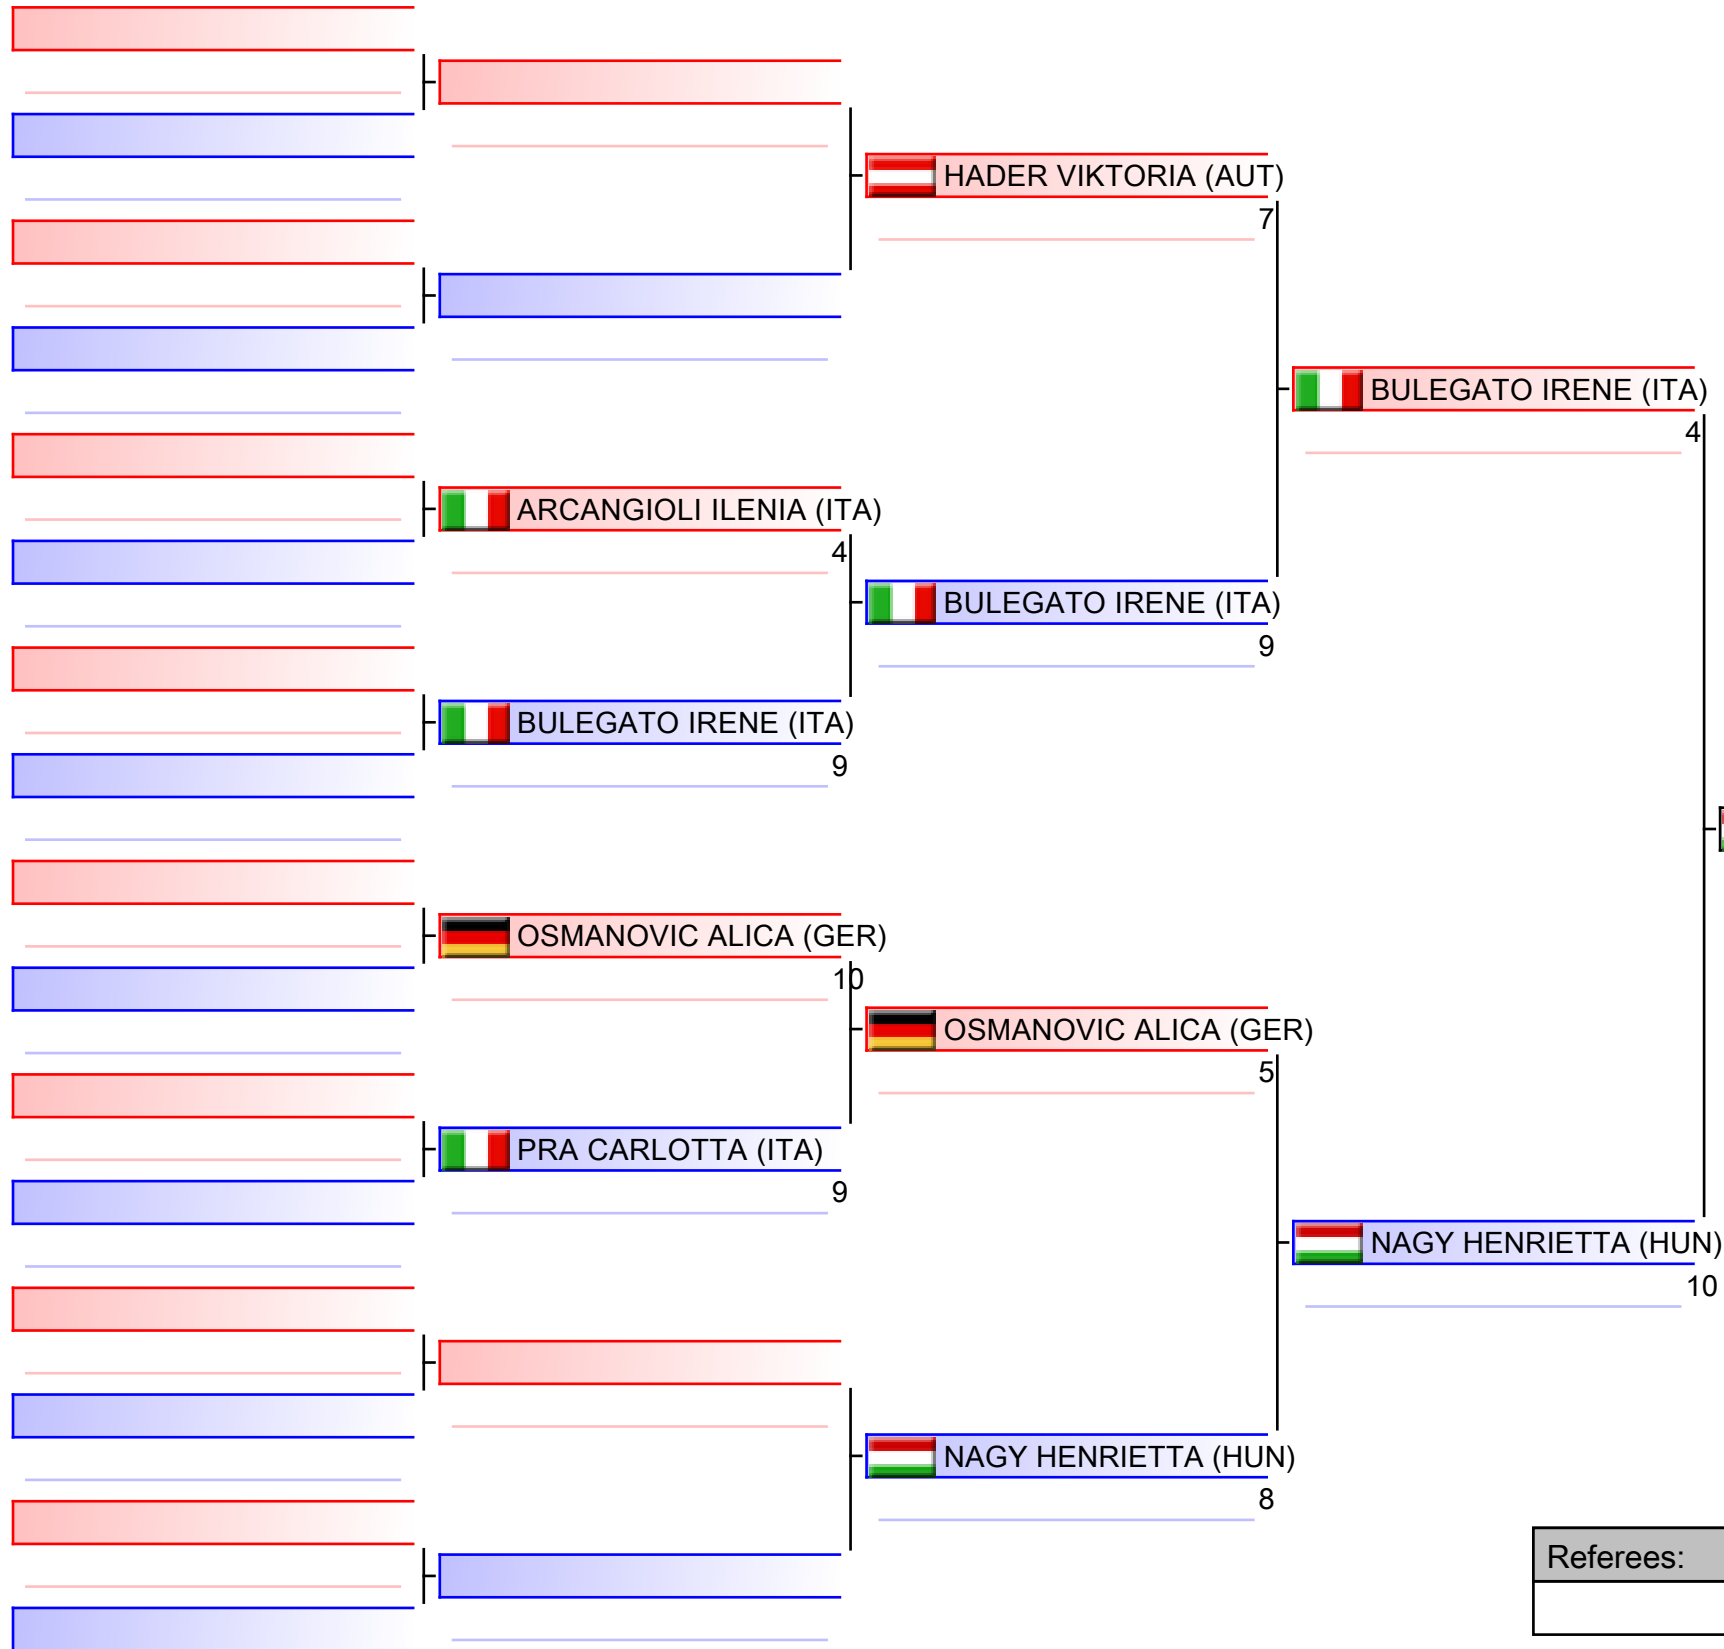 HADER VIKTORIA (AUT)
7
BULEGATO IRENE (ITA)
4
ARCANGIOLI ILENIA (ITA)
4
BULEGATO IRENE (ITA)
9
BULEGATO IRENE (ITA)
9
OSMANOVIC ALICA (GER)
10
OSMANOVIC ALICA (GER)
5
PRA CARLOTTA (ITA)
9
NAGY HENRIETTA (HUN)
10
NAGY HENRIETTA (HUN)
8
Referees: